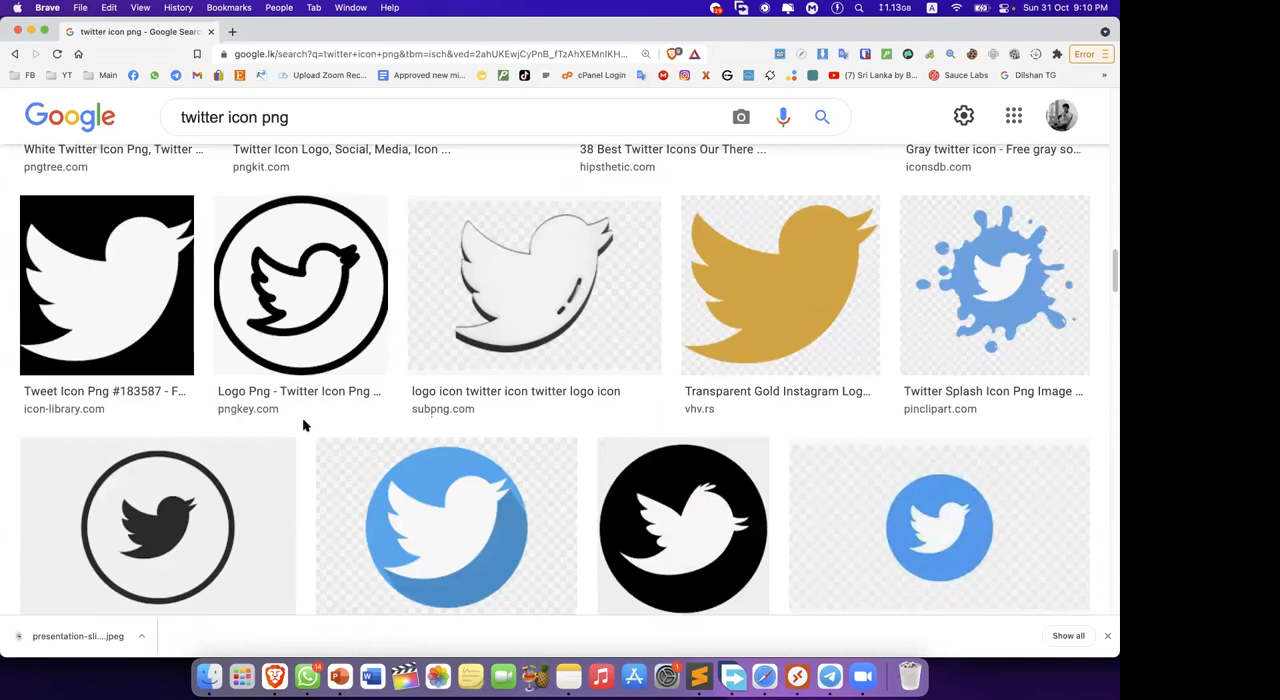 Brave File Edit View History Bookmarks People Tab Window Help
1.13GB A Sun 31 Oct 9:10 PM
twitter icon png - Google Searc
google.lk/search?q=twitter+icon+png&tbm=isch&ved=2ahUKEwjCyPnB_fTzAhXEMnIKH...
Error
FB YT Main Upload Zoom Rec... Approved new mi... cPanel Login (7) Sri Lanka by B... Sauce Labs Dilshan TG »
Google
twitter icon png
White Twitter Icon Png, Twitter ...
pngtree.com
Twitter Icon Logo, Social, Media, Icon ...
pngkit.com
38 Best Twitter Icons Our There ...
hipsthetic.com
Gray twitter icon - Free gray so...
iconsdb.com
Tweet Icon Png #183587 - F...
icon-library.com
Logo Png - Twitter Icon Png ...
pngkey.com
logo icon twitter icon twitter logo icon
subpng.com
Transparent Gold Instagram Log...
vhv.rs
Twitter Splash Icon Png Image ...
pinclipart.com
presentation-sli....jpeg
Show all
14
1